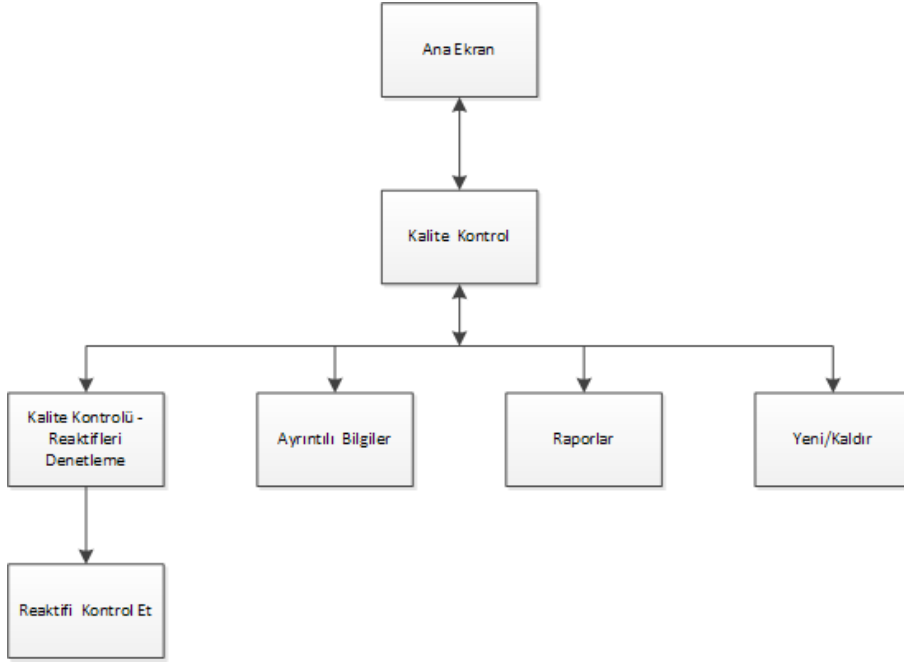 Ana Ekran
Kalite Kontrol
Kalite Kontrolü -
Reaktifleri
Denetleme
Ayrıntılı Bilgiler
Raporlar
Yeni/Kaldır
Reaktifi Kontrol Et